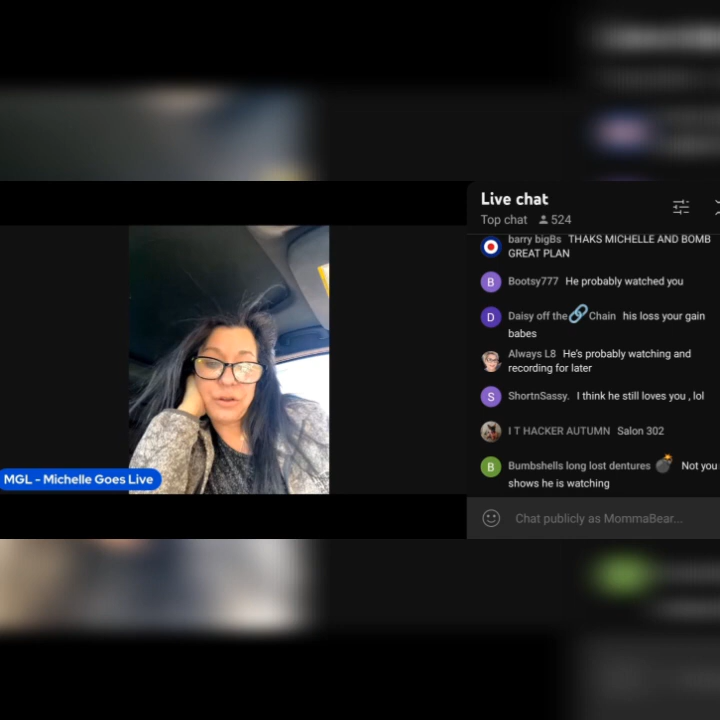 Live chat
Top chat 524
barry bigBs THAKS MICHELLE AND BOMB
GREAT PLAN
B Bootsy777 He probably watched you
D Daisy off the🔗Chain his loss your gain
babes
Always L8 He's probably watching and
recording for later
S ShortnSassy. I think he still loves you , lol
I T HACKER AUTUMN Salon 302
B Bumbshells long lost dentures 💣 Not you
shows he is watching
Chat publicly as MommaBear...
MGL - Michelle Goes Live